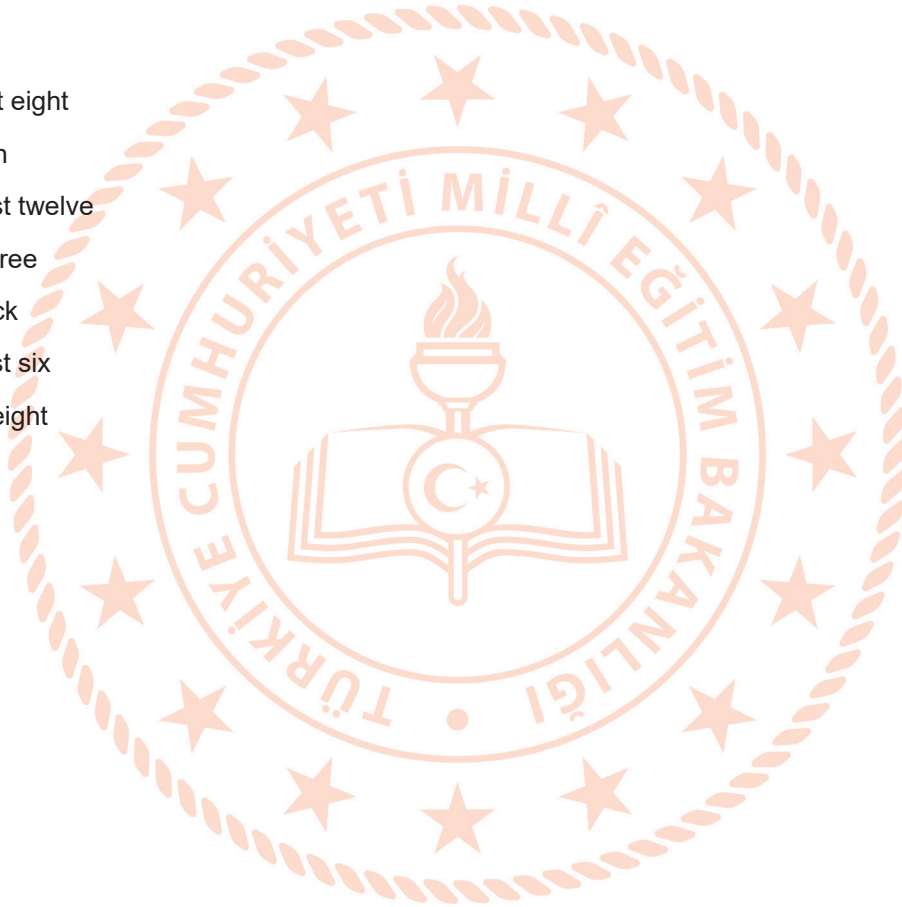 t eight
n
st twelve
ree
ck
st six
eight
TÜRKİYE CUMHURİYETİ MİLLÎ EĞİTİM BAKANLIĞI